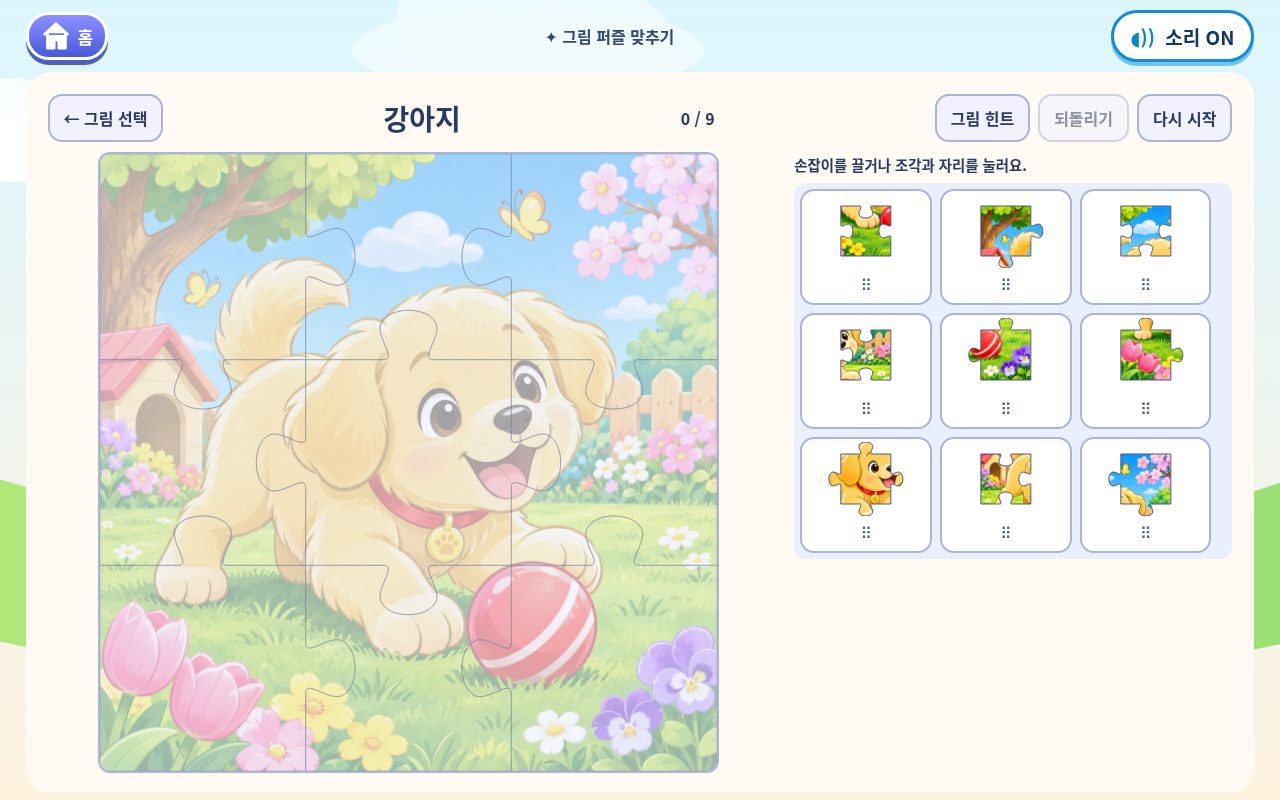 홈
✦ 그림 퍼즐 맞추기
소리 ON
← 그림 선택
강아지
0 / 9
그림 힌트
되돌리기
다시 시작
손잡이를 끌거나 조각과 자리를 눌러요.